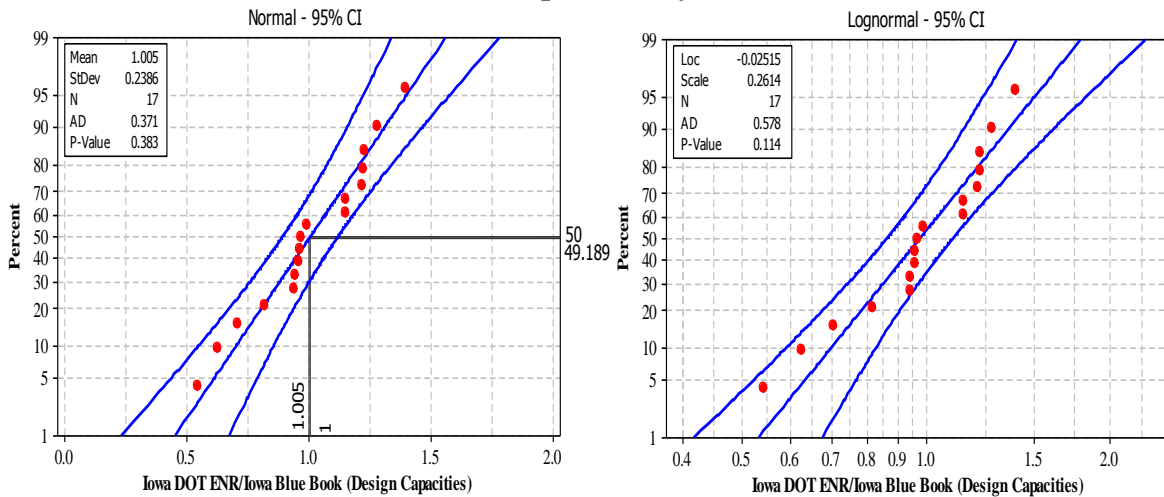 Normal - 95% CI
99
95
90
80
70
60
50
40
30
20
10
5
1
Percent
Mean 1.005
StDev 0.2386
N 17
AD 0.371
P-Value 0.383
50
49.189
1.005
1
0.0 0.5 1.0 1.5 2.0
Iowa DOT ENR/Iowa Blue Book (Design Capacities)
Lognormal - 95% CI
99
95
90
80
70
60
50
40
30
20
10
5
1
Percent
Loc -0.02515
Scale 0.2614
N 17
AD 0.578
P-Value 0.114
0.4 0.5 0.6 0.7 0.8 0.9 1.0 2.0
Iowa DOT ENR/Iowa Blue Book (Design Capacities)